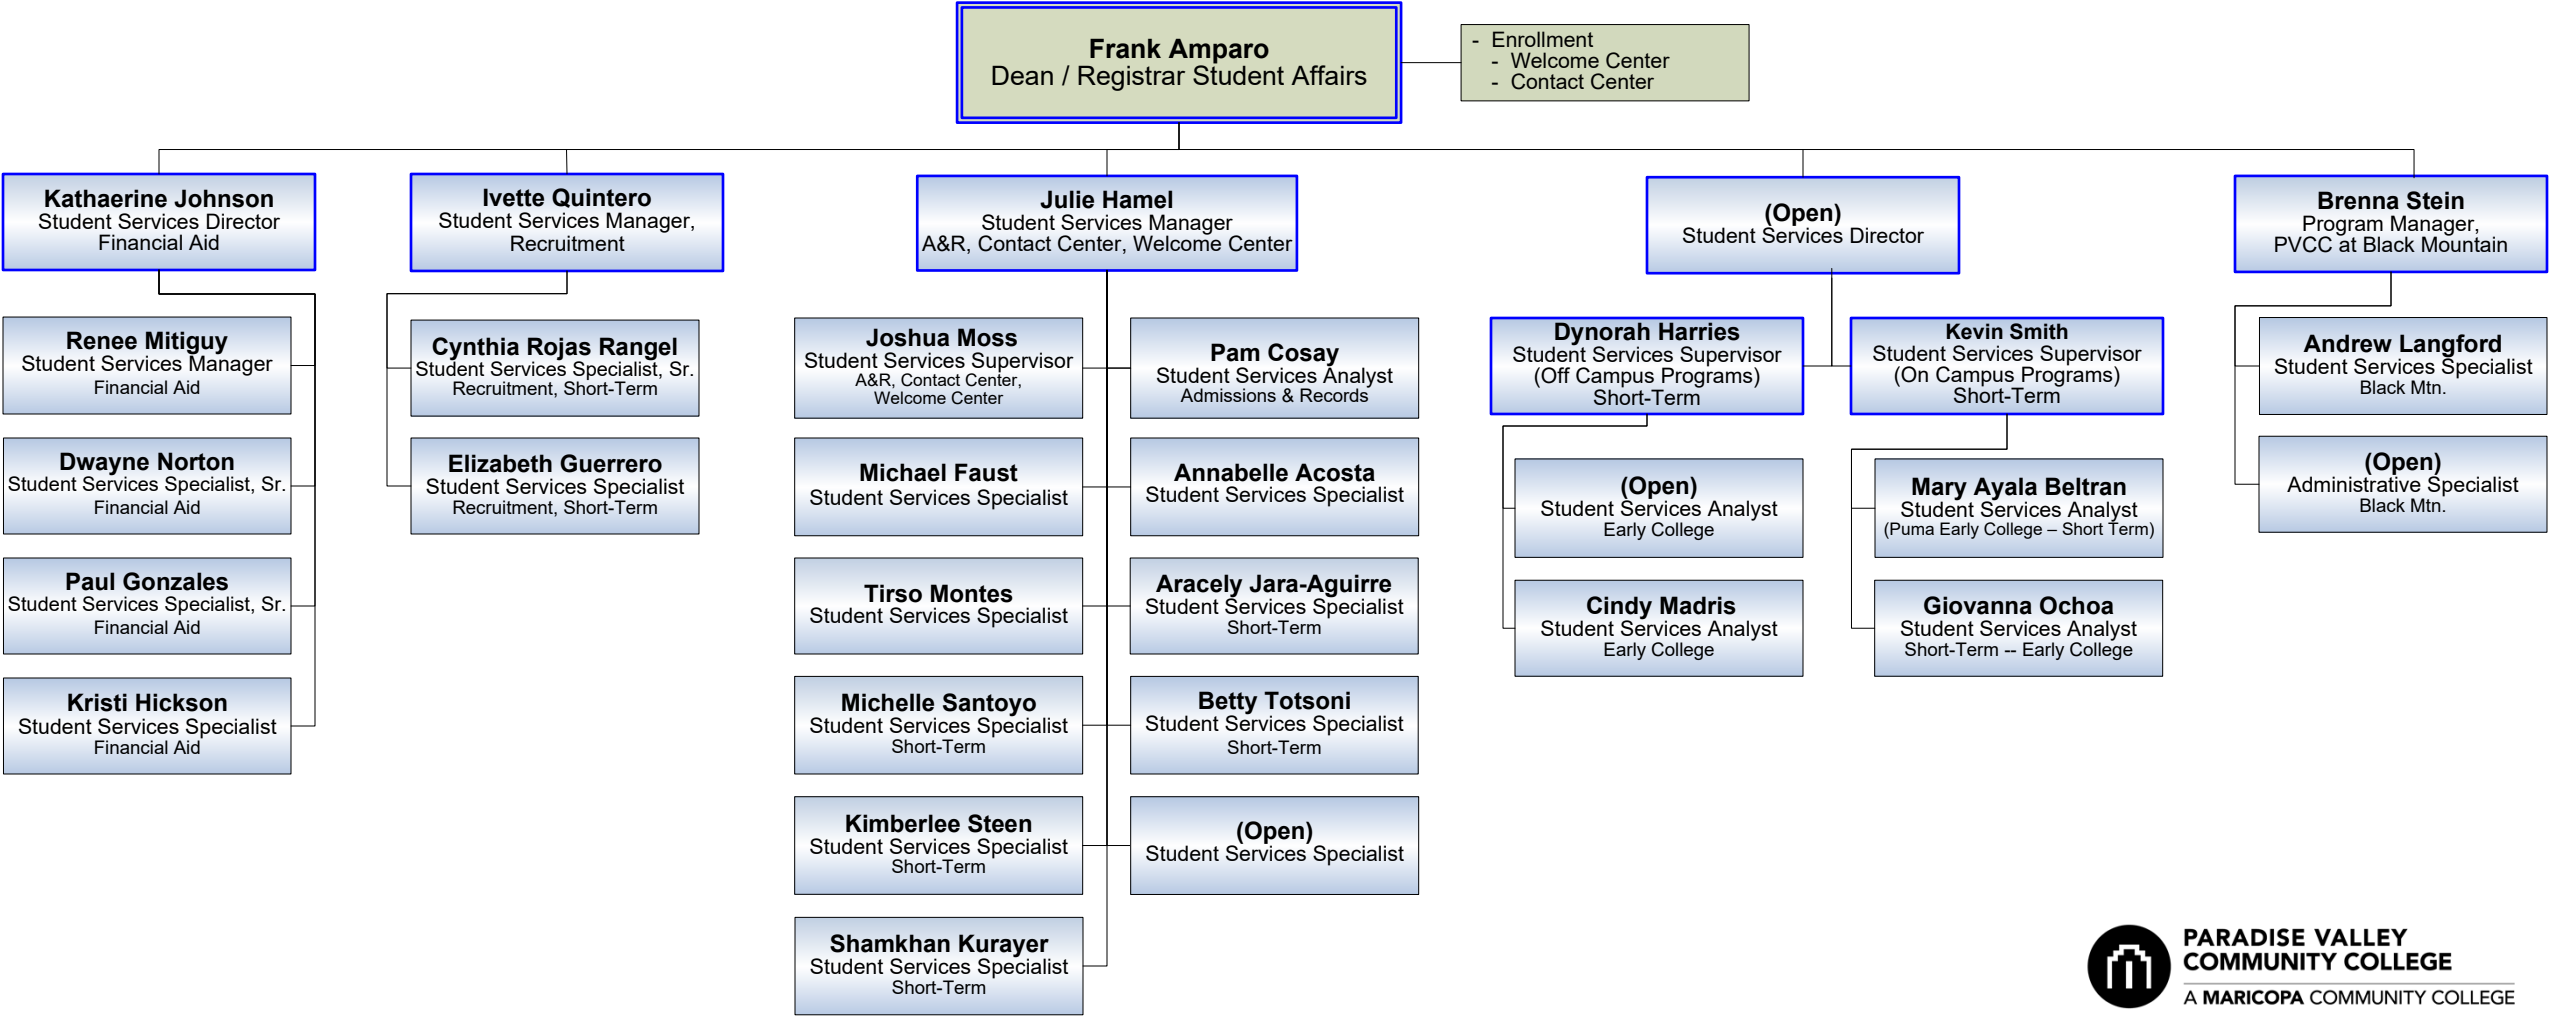 Frank Amparo
Dean / Registrar Student Affairs
- Enrollment
- Welcome Center
- Contact Center
Kathaerine Johnson
Student Services Director
Financial Aid
Renee Mitiguy
Student Services Manager
Financial Aid
Dwayne Norton
Student Services Specialist, Sr.
Financial Aid
Paul Gonzales
Student Services Specialist, Sr.
Financial Aid
Kristi Hickson
Student Services Specialist
Financial Aid
Ivette Quintero
Student Services Manager,
Recruitment
Cynthia Rojas Rangel
Student Services Specialist, Sr.
Recruitment, Short-Term
Elizabeth Guerrero
Student Services Specialist
Recruitment, Short-Term
Julie Hamel
Student Services Manager
A&R, Contact Center, Welcome Center
Joshua Moss
Student Services Supervisor
A&R, Contact Center,
Welcome Center
Pam Cosay
Student Services Analyst
Admissions & Records
Michael Faust
Student Services Specialist
Annabelle Acosta
Student Services Specialist
Tirso Montes
Student Services Specialist
Aracely Jara-Aguirre
Student Services Specialist
Short-Term
Michelle Santoyo
Student Services Specialist
Short-Term
Betty Totsoni
Student Services Specialist
Short-Term
Kimberlee Steen
Student Services Specialist
Short-Term
(Open)
Student Services Specialist
Shamkhan Kurayer
Student Services Specialist
Short-Term
(Open)
Student Services Director
Dynorah Harries
Student Services Supervisor
(Off Campus Programs)
Short-Term
(Open)
Student Services Analyst
Early College
Cindy Madris
Student Services Analyst
Early College
Kevin Smith
Student Services Supervisor
(On Campus Programs)
Short-Term
Mary Ayala Beltran
Student Services Analyst
(Puma Early College – Short Term)
Giovanna Ochoa
Student Services Analyst
Short-Term -- Early College
Brenna Stein
Program Manager,
PVCC at Black Mountain
Andrew Langford
Student Services Specialist
Black Mtn.
(Open)
Administrative Specialist
Black Mtn.
PARADISE VALLEY
COMMUNITY COLLEGE
A MARICOPA COMMUNITY COLLEGE